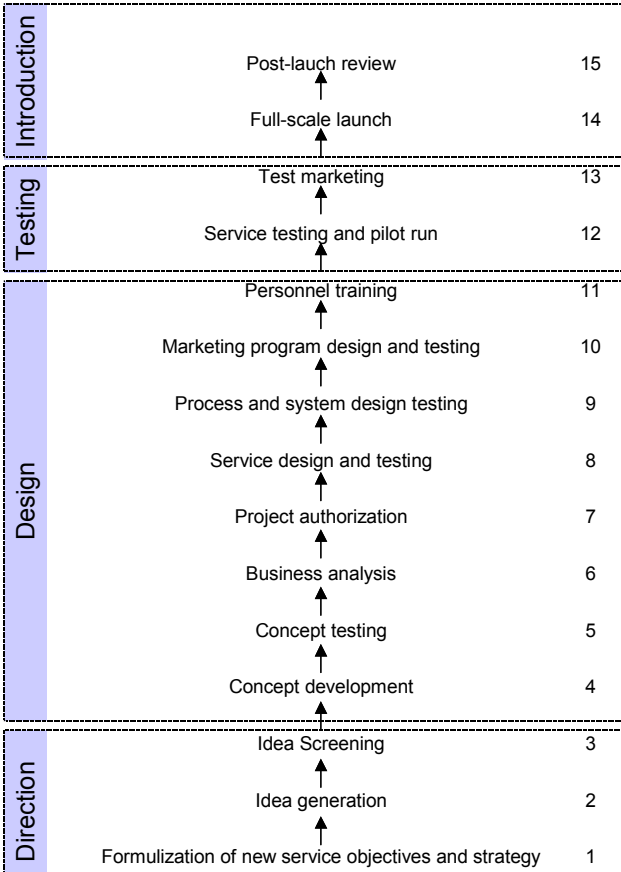 Introduction
Post-lauch review 15
Full-scale launch 14
Testing
Test marketing 13
Service testing and pilot run 12
Design
Personnel training 11
Marketing program design and testing 10
Process and system design testing 9
Service design and testing 8
Project authorization 7
Business analysis 6
Concept testing 5
Concept development 4
Direction
Idea Screening 3
Idea generation 2
Formulization of new service objectives and strategy 1